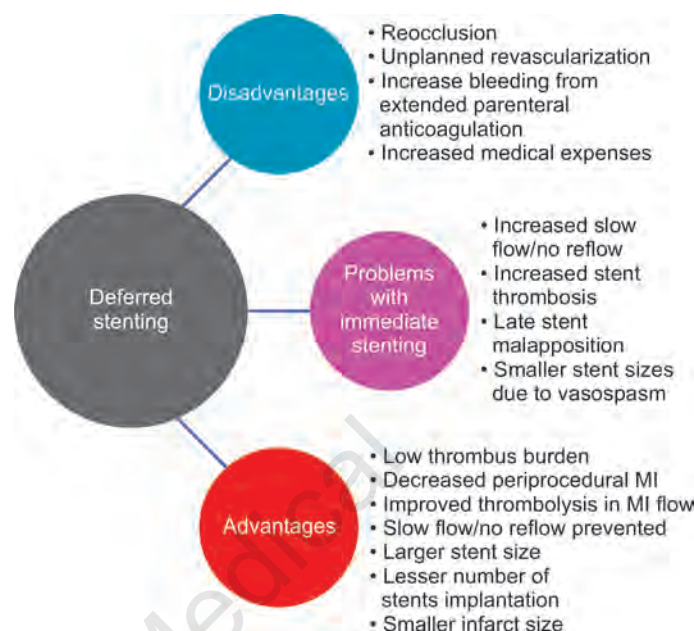 Disadvantages
• Reocclusion
• Unplanned revascularization
• Increase bleeding from
extended parenteral
anticoagulation
• Increased medical expenses
Deferred
stenting
Problems
with
immediate
stenting
• Increased slow
flow/no reflow
• Increased stent
thrombosis
• Late stent
malapposition
• Smaller stent sizes
due to vasospasm
Advantages
• Low thrombus burden
• Decreased periprocedural MI
• Improved thrombolysis in MI flow
• Slow flow/no reflow prevented
• Larger stent size
• Lesser number of
stents implantation
• Smaller infarct size
Medical